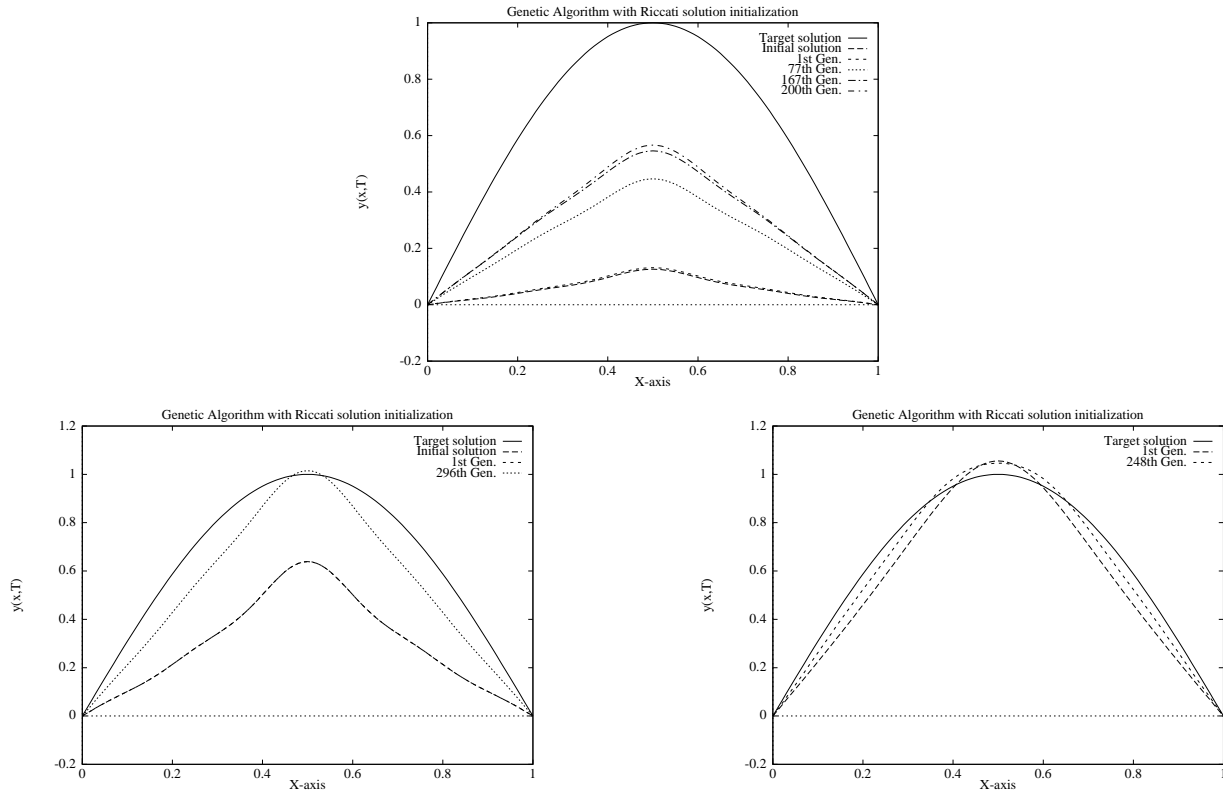 Genetic Algorithm with Riccati solution initialization
1
0.8
0.6
0.4
0.2
0
-0.2
y(x,T)
Target solution
Initial solution
1st Gen.
77th Gen.
167th Gen.
200th Gen.
0 0.2 0.4 0.6 0.8 1
X-axis
Genetic Algorithm with Riccati solution initialization
1.2
1
0.8
0.6
0.4
0.2
0
-0.2
y(x,T)
Target solution
Initial solution
1st Gen.
296th Gen.
0 0.2 0.4 0.6 0.8 1
X-axis
Genetic Algorithm with Riccati solution initialization
1.2
1
0.8
0.6
0.4
0.2
0
-0.2
y(x,T)
Target solution
1st Gen.
248th Gen.
0 0.2 0.4 0.6 0.8 1
X-axis